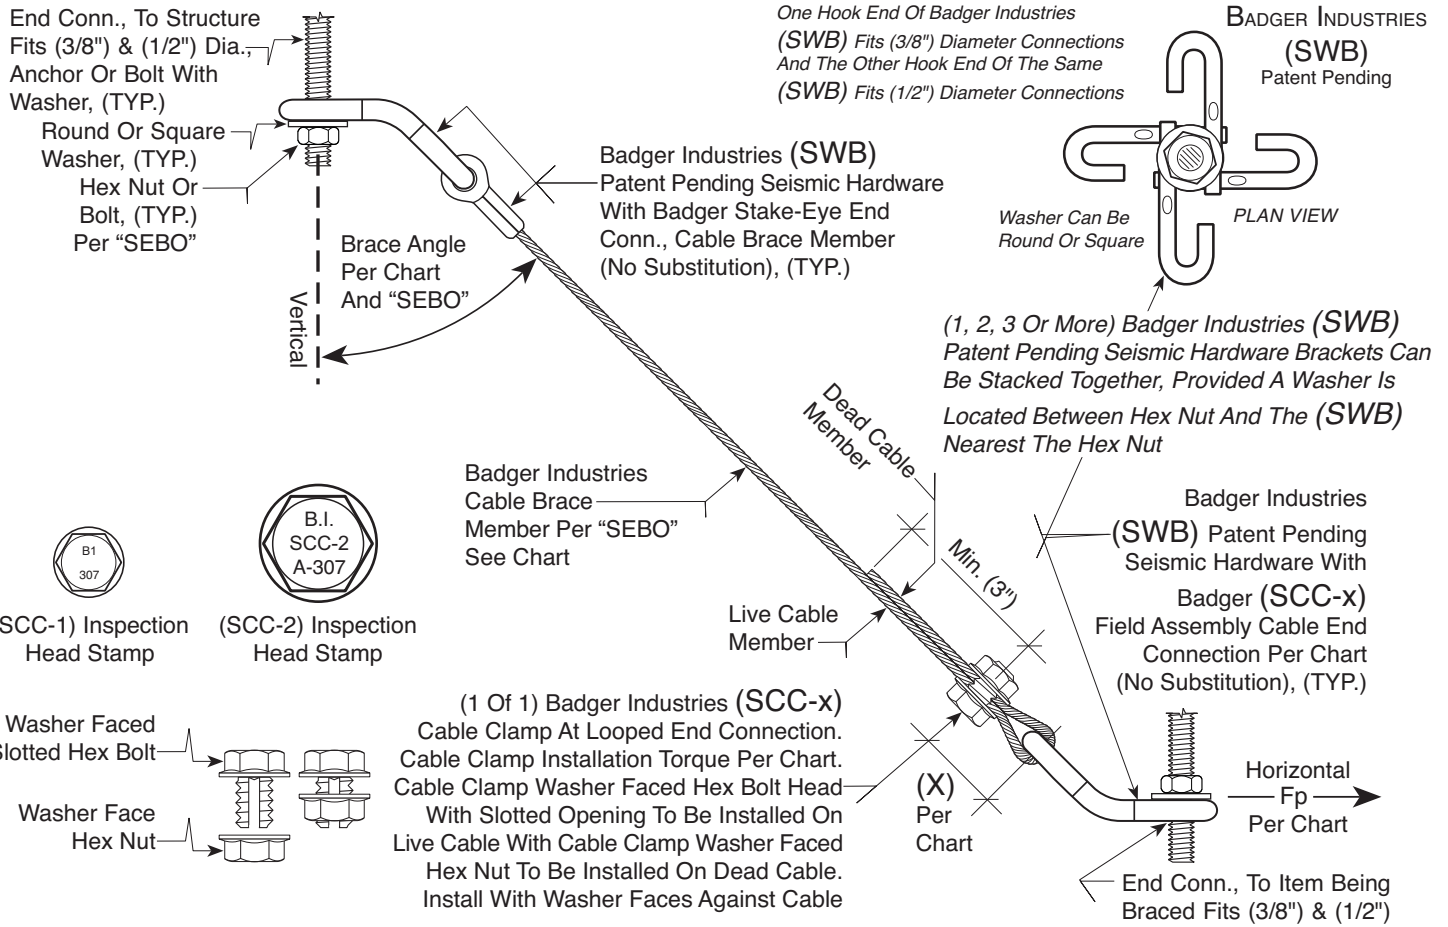 End Conn., To Structure
Fits (3/8") & (1/2") Dia.,
Anchor Or Bolt With
Washer, (TYP.)
Round Or Square
Washer, (TYP.)
Hex Nut Or
Bolt, (TYP.)
Per “SEBO”
Vertical
Brace Angle
Per Chart
And “SEBO”
Badger Industries (SWB)
Patent Pending Seismic Hardware
With Badger Stake-Eye End
Conn., Cable Brace Member
(No Substitution), (TYP.)
One Hook End Of Badger Industries
(SWB) Fits (3/8") Diameter Connections
And The Other Hook End Of The Same
(SWB) Fits (1/2") Diameter Connections
BADGER INDUSTRIES
(SWB)
Patent Pending
Washer Can Be
Round Or Square
PLAN VIEW
(1, 2, 3 Or More) Badger Industries (SWB)
Patent Pending Seismic Hardware Brackets Can
Be Stacked Together, Provided A Washer Is
Located Between Hex Nut And The (SWB)
Nearest The Hex Nut
Dead Cable
Member
Badger Industries
Cable Brace
Member Per “SEBO”
See Chart
Live Cable
Member
Min. (3")
Badger Industries
(SWB) Patent Pending
Seismic Hardware With
Badger (SCC-x)
Field Assembly Cable End
Connection Per Chart
(No Substitution), (TYP.)
B1
307
B.I.
SCC-2
A-307
SCC-1) Inspection
Head Stamp
(SCC-2) Inspection
Head Stamp
Washer Faced
Slotted Hex Bolt
Washer Face
Hex Nut
(1 Of 1) Badger Industries (SCC-x)
Cable Clamp At Looped End Connection.
Cable Clamp Installation Torque Per Chart.
Cable Clamp Washer Faced Hex Bolt Head
With Slotted Opening To Be Installed On
Live Cable With Cable Clamp Washer Faced
Hex Nut To Be Installed On Dead Cable.
Install With Washer Faces Against Cable
(X)
Per
Chart
Horizontal
Fp
Per Chart
End Conn., To Item Being
Braced Fits (3/8") & (1/2")